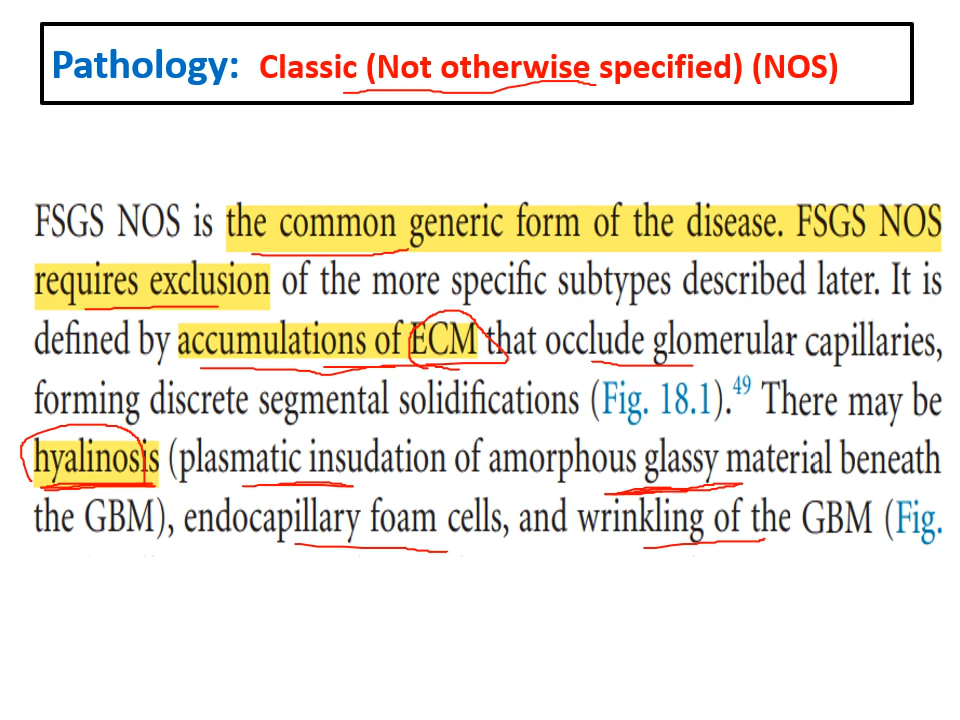 Pathology: Classic (Not otherwise specified) (NOS)
FSGS NOS is the common generic form of the disease. FSGS NOS
requires exclusion of the more specific subtypes described later. It is
defined by accumulations of ECM that occlude glomerular capillaries,
forming discrete segmental solidifications (Fig. 18.1).49 There may be
hyalinosis (plasmatic insudation of amorphous glassy material beneath
the GBM), endocapillary foam cells, and wrinkling of the GBM (Fig.